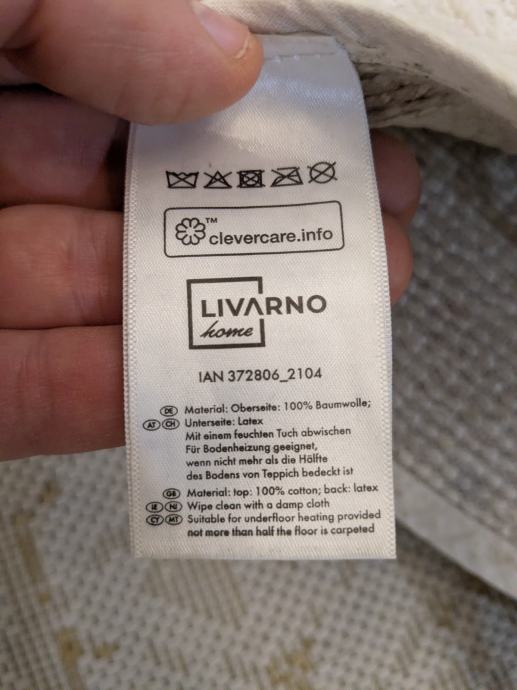 ™
clevercare.info
LIVARNO
home
IAN 372806_2104
DE Material: Oberseite: 100% Baumwolle;
AT CH Unterseite: Latex
Mit einem feuchten Tuch abwischen
Für Bodenheizung geeignet,
wenn nicht mehr als die Hälfte
des Bodens von Teppich bedeckt ist
GB Material: top: 100% cotton; back: latex
IE NI Wipe clean with a damp cloth
CY MT Suitable for underfloor heating provided
not more than half the floor is carpeted